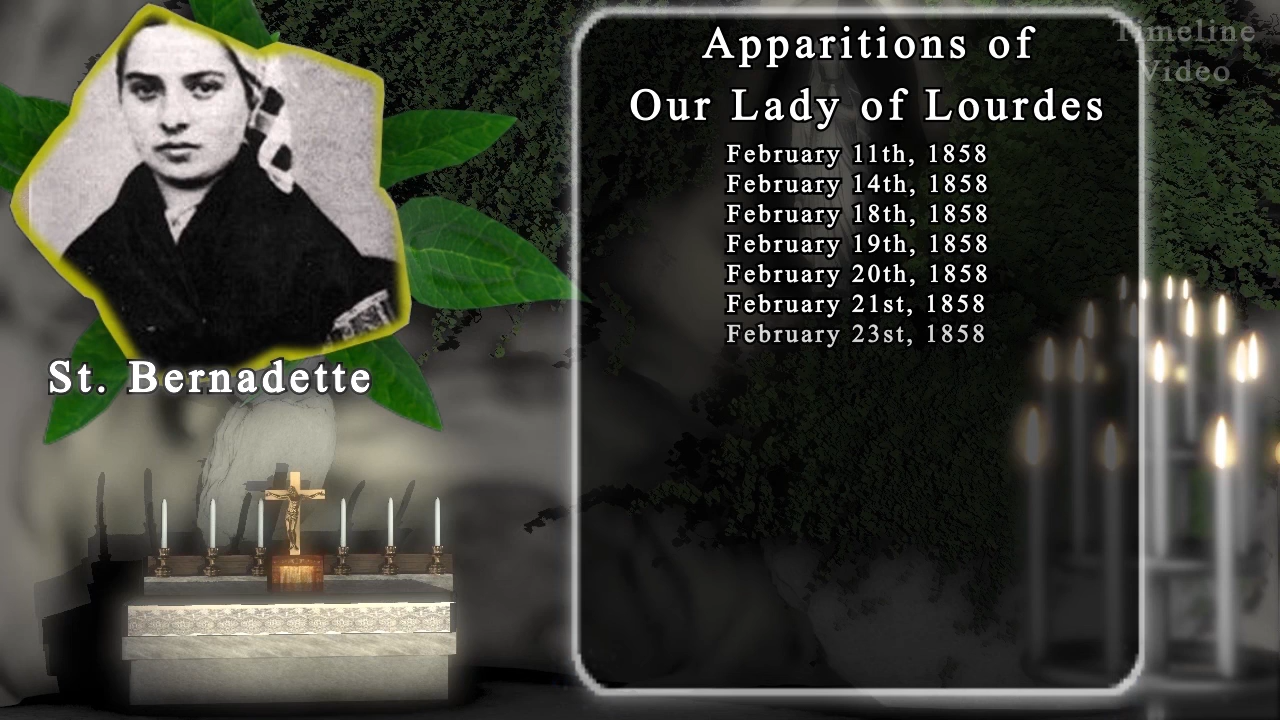 Timeline
Video
Apparitions of
Our Lady of Lourdes
February 11th, 1858
February 14th, 1858
February 18th, 1858
February 19th, 1858
February 20th, 1858
February 21st, 1858
February 23st, 1858
St. Bernadette